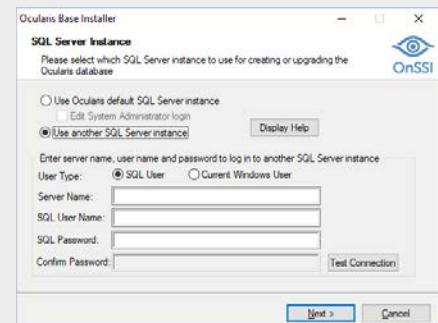 Ocularis Base Installer
SQL Server Instance
Please select which SQL Server instance to use for creating or upgrading the
Ocularis database
OnSSI
Use Ocularis default SQL Server instance
Edit System Administrator login
Use another SQL Server instance
Display Help
Enter server name, user name and password to log in to another SQL Server instance
User Type: SQL User Current Windows User
Server Name:
SQL User Name:
SQL Password:
Confirm Password: Test Connection
Next > Cancel